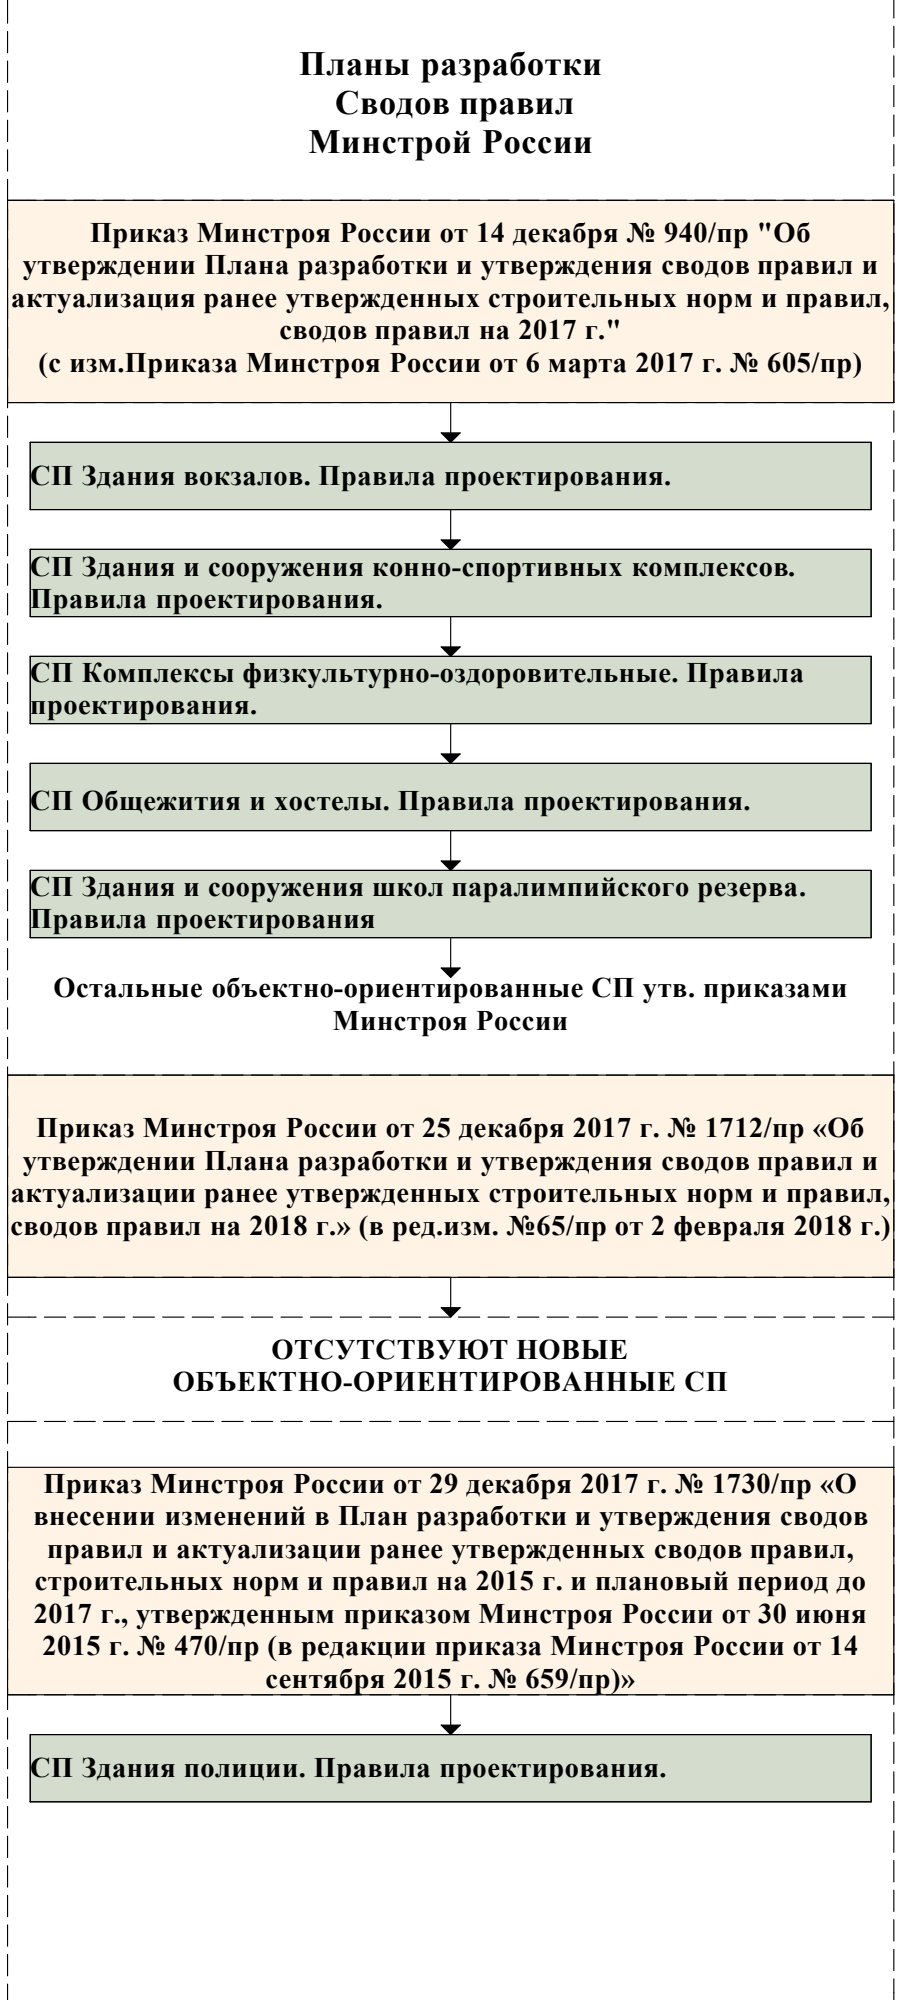 Планы разработки
Сводов правил
Минстрой России
Приказ Минстроя России от 14 декабря № 940/пр "Об
утверждении Плана разработки и утверждения сводов правил и
актуализация ранее утвержденных строительных норм и правил,
сводов правил на 2017 г."
(с изм.Приказа Минстроя России от 6 марта 2017 г. № 605/пр)
СП Здания вокзалов. Правила проектирования.
СП Здания и сооружения конно-спортивных комплексов.
Правила проектирования.
СП Комплексы физкультурно-оздоровительные. Правила
проектирования.
СП Общежития и хостелы. Правила проектирования.
СП Здания и сооружения школ паралимпийского резерва.
Правила проектирования
Остальные объектно-ориентированные СП утв. приказами
Минстроя России
Приказ Минстроя России от 25 декабря 2017 г. № 1712/пр «Об
утверждении Плана разработки и утверждения сводов правил и
актуализации ранее утвержденных строительных норм и правил,
сводов правил на 2018 г.» (в ред.изм. №65/пр от 2 февраля 2018 г.)
ОТСУТСТВУЮТ НОВЫЕ
ОБЪЕКТНО-ОРИЕНТИРОВАННЫЕ СП
Приказ Минстроя России от 29 декабря 2017 г. № 1730/пр «О
внесении изменений в План разработки и утверждения сводов
правил и актуализации ранее утвержденных сводов правил,
строительных норм и правил на 2015 г. и плановый период до
2017 г., утвержденным приказом Минстроя России от 30 июня
2015 г. № 470/пр (в редакции приказа Минстроя России от 14
сентября 2015 г. № 659/пр)»
СП Здания полиции. Правила проектирования.